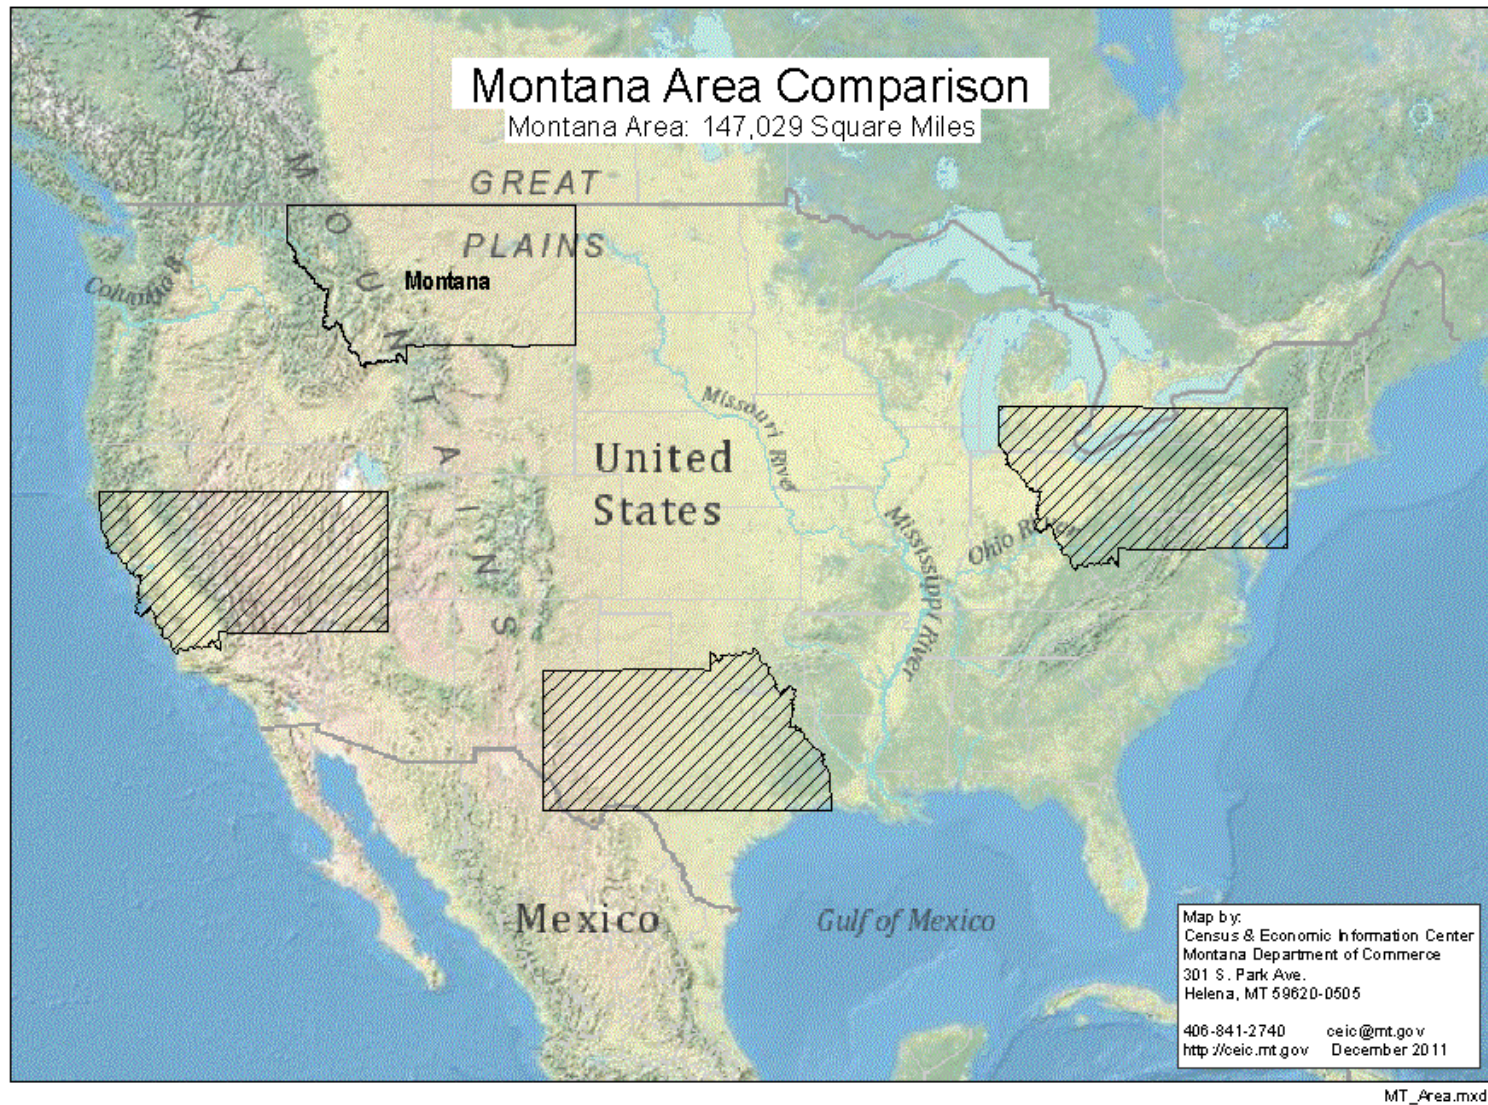 Montana Area Comparison
Montana Area: 147,029 Square Miles
K Y
M O U N T A I N S
GREAT
PLAINS
Montana
Columbia R
Missouri River
United
States
Mississippi River
Ohio River
Mexico
Gulf of Mexico
Map by:
Census & Economic Information Center
Montana Department of Commerce
301 S. Park Ave.
Helena, MT 59620-0505
406-841-2740 ceic@mt.gov
http://ceic.mt.gov December 2011
MT_Area.mxd